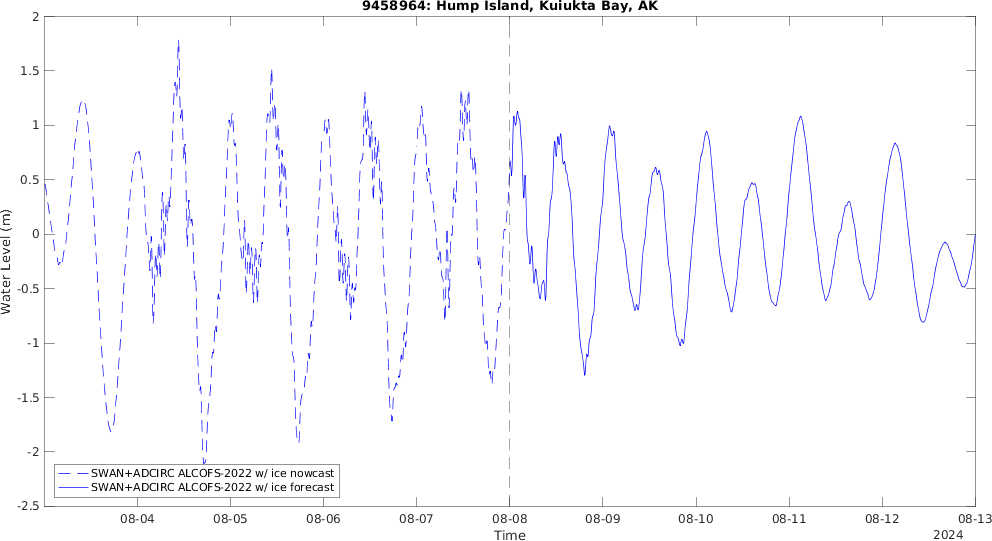 9458964: Hump Island, Kuiukta Bay, AK
2
1.5
1
0.5
0
-0.5
-1
-1.5
-2
-2.5
Water Level (m)
SWAN+ADCIRC ALCOFS-2022 w/ ice nowcast
SWAN+ADCIRC ALCOFS-2022 w/ ice forecast
08-04 08-05 08-06 08-07 08-08 08-09 08-10 08-11 08-12 08-13
Time
2024